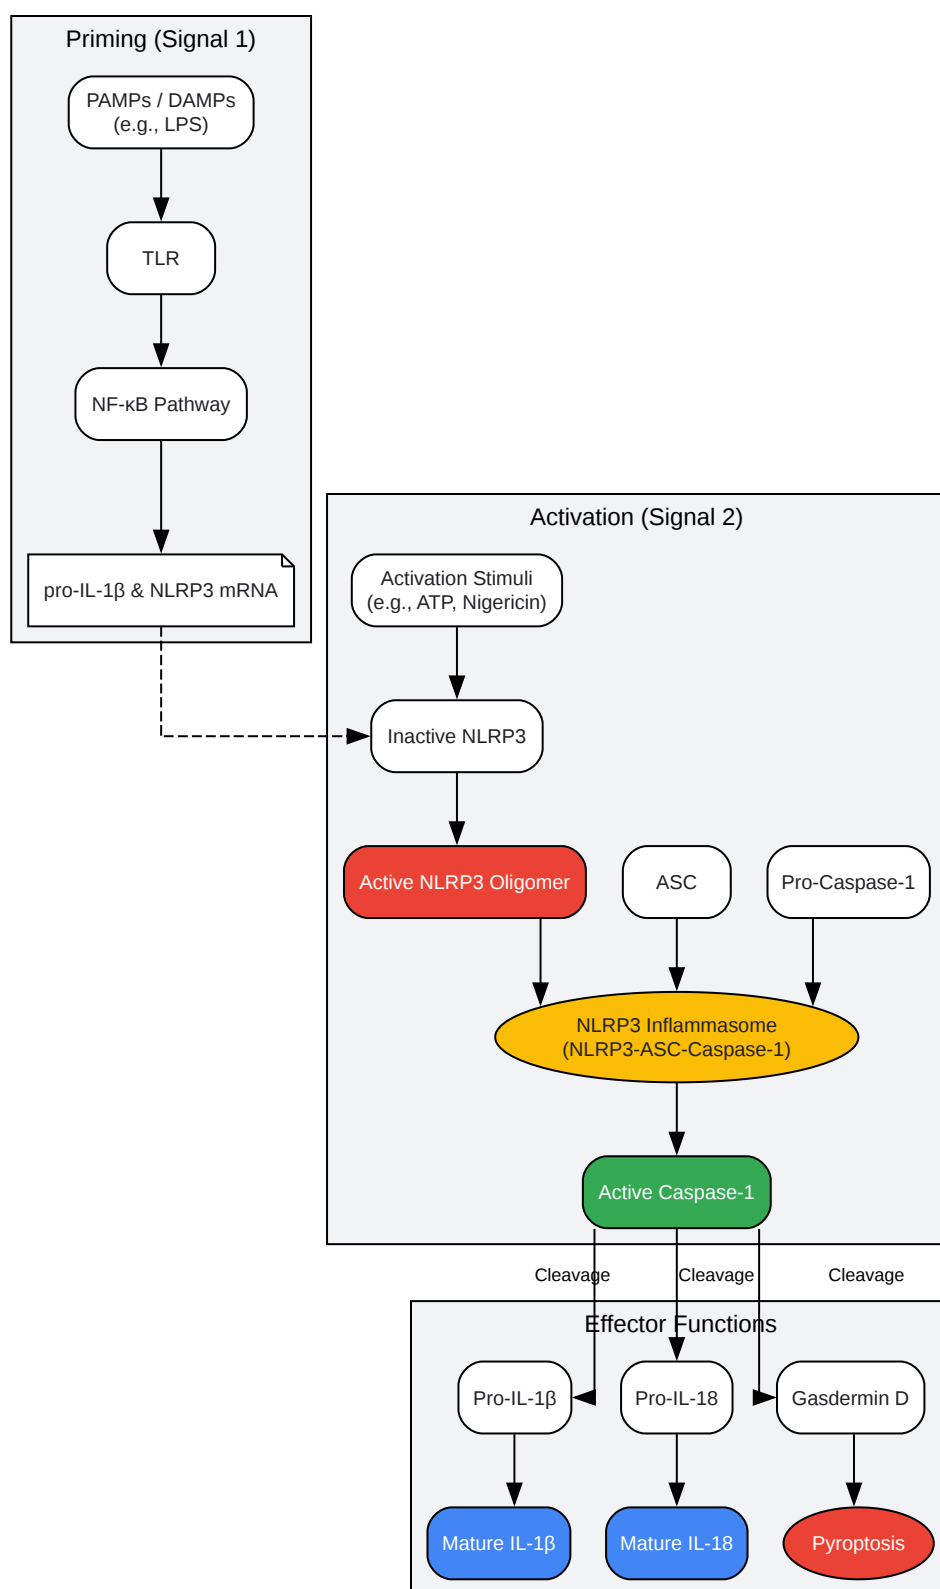 Priming (Signal 1)
PAMPs / DAMPs
(e.g., LPS)
TLR
NF-κB Pathway
pro-IL-1β & NLRP3 mRNA
Activation (Signal 2)
Activation Stimuli
(e.g., ATP, Nigericin)
Inactive NLRP3
Active NLRP3 Oligomer
ASC
Pro-Caspase-1
NLRP3 Inflammasome
(NLRP3-ASC-Caspase-1)
Active Caspase-1
Cleavage
Cleavage
Cleavage
Effector Functions
Pro-IL-1β
Pro-IL-18
Gasdermin D
Mature IL-1β
Mature IL-18
Pyroptosis